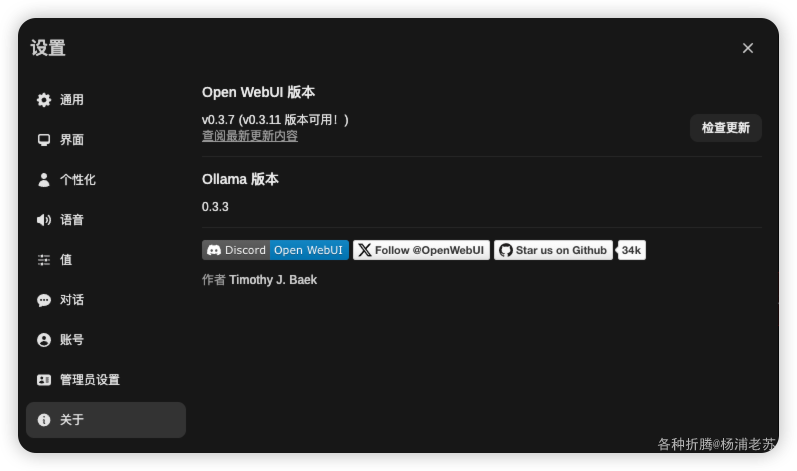 设置
通用
界面
个性化
语音
值
对话
账号
管理员设置
关于
Open WebUI 版本
v0.3.7 (v0.3.11 版本可用！)
查阅最新更新内容
检查更新
Ollama 版本
0.3.3
Discord Open WebUI Follow @OpenWebUI Star us on Github 34k
作者 Timothy J. Baek
各种折腾@杨浦老苏